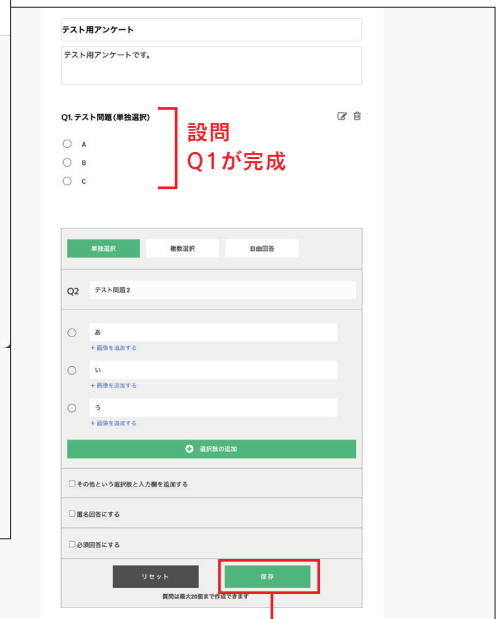 テスト用アンケート
テスト用アンケートです。
Q1. テスト問題(単独選択)
A
B
C
設問
Q1が完成
単独選択
複数選択
自由回答
Q2
テスト問題2
あ
+ 画像を追加する
い
+ 画像を追加する
う
+ 画像を追加する
選択肢の追加
その他という選択肢と入力欄を追加する
匿名回答にする
必須回答にする
リセット
保存
質問は最大20個まで作成できます